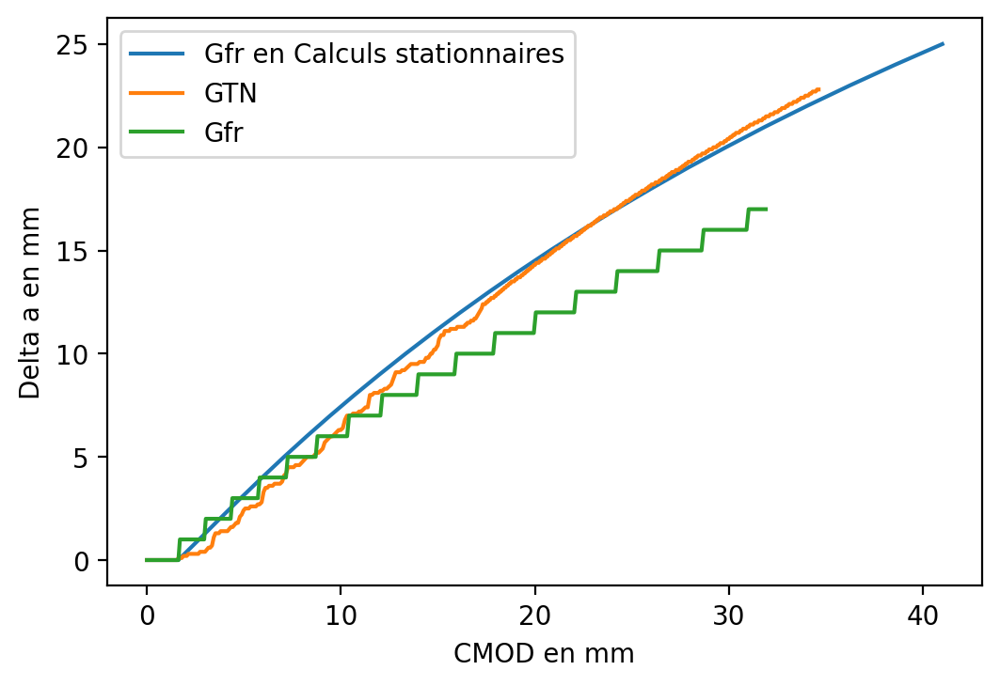 Gfr en Calculs stationnaires
GTN
Gfr
25
20
15
10
5
0
Delta a en mm
0 10 20 30 40
CMOD en mm